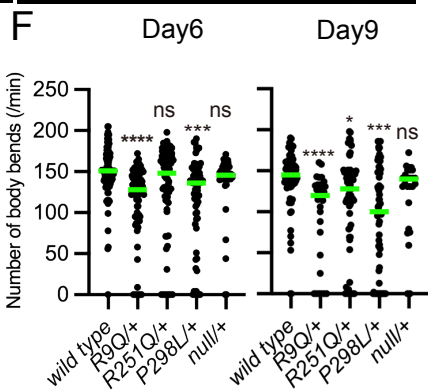 F
Day6
Day9
Number of body bends (/min)
250
200
150
100
50
0
****
ns
***
ns
****
*
***
ns
wild type
R9Q/+
R251Q/+
P298L/+
null/+
wild type
R9Q/+
R251Q/+
P298L/+
null/+